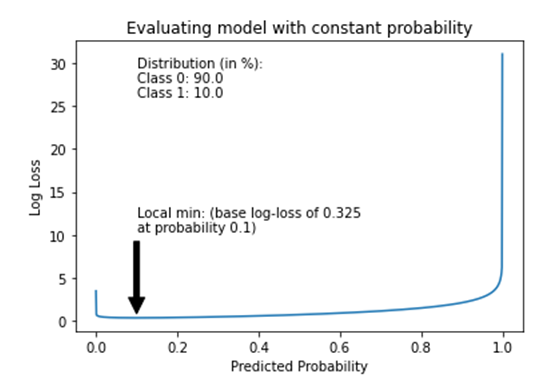 Evaluating model with constant probability
Distribution (in %):
Class 0: 90.0
Class 1: 10.0
Local min: (base log-loss of 0.325
at probability 0.1)
Log Loss
30
25
20
15
10
5
0
0.0 0.2 0.4 0.6 0.8 1.0
Predicted Probability